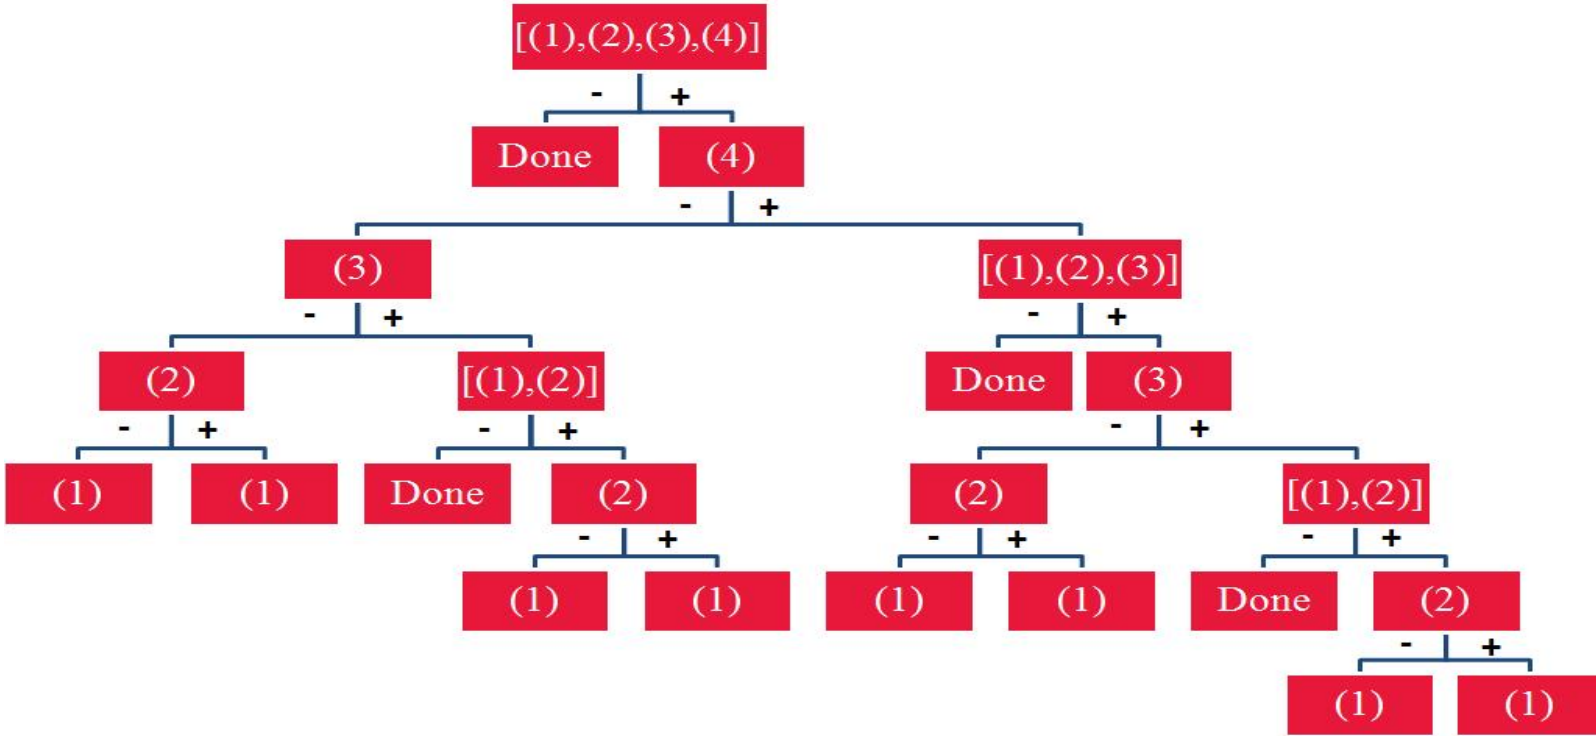 [(1),(2),(3),(4)]
- +
Done (4)
- +
(3) [(1),(2),(3)]
- + - +
(2) [(1),(2)] Done (3)
- + - + - +
(1) (1) Done (2) (2) [(1),(2)]
- + - + - +
(1) (1) (1) (1) Done (2)
- +
(1) (1)